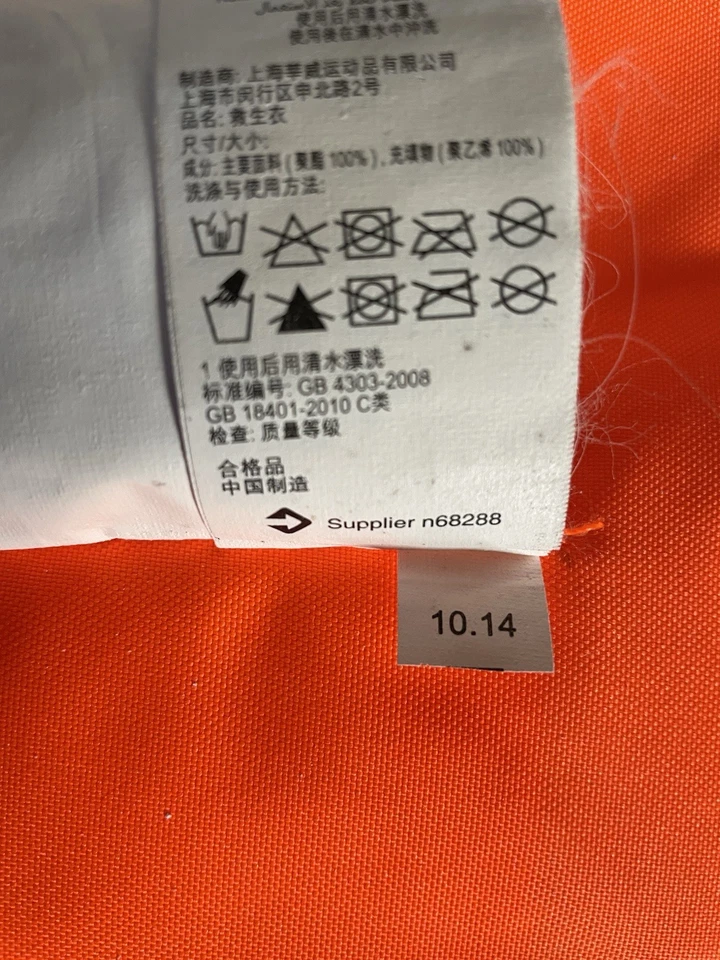 使用后用清水漂洗
使用後在清水中沖洗
制造商: 上海莘威运动品有限公司
上海市闵行区申北路2号
品名: 救生衣
尺寸/大小:
成分: 主要面料 (聚酯 100%) , 充填物 (聚乙烯 100%)
洗涤与使用方法:
1 使用后用清水漂洗
标准编号: GB 4303-2008
GB 18401-2010 C类
检查: 质量等级
合格品
中国制造
Supplier n68288
10.14